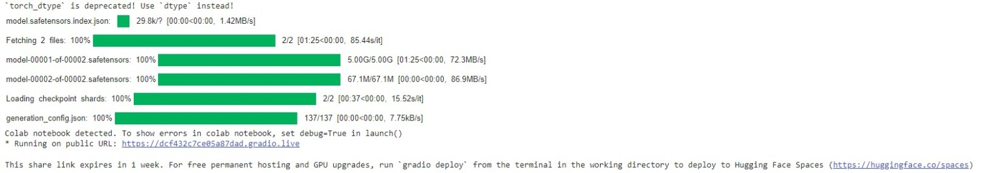 `torch_dtype` is deprecated! Use `dtype` instead!
model.safetensors.index.json: 29.8k/? [00:00<00:00, 1.42MB/s]
Fetching 2 files: 100% 2/2 [01:25<00:00, 85.44s/it]
model-00001-of-00002.safetensors: 100% 5.00G/5.00G [01:25<00:00, 72.3MB/s]
model-00002-of-00002.safetensors: 100% 67.1M/67.1M [00:00<00:00, 86.9MB/s]
Loading checkpoint shards: 100% 2/2 [00:37<00:00, 15.52s/it]
generation_config.json: 100% 137/137 [00:00<00:00, 7.75kB/s]
Colab notebook detected. To show errors in colab notebook, set debug=True in launch()
* Running on public URL: https://dcf432c7ce05a87dad.gradio.live
This share link expires in 1 week. For free permanent hosting and GPU upgrades, run `gradio deploy` from the terminal in the working directory to deploy to Hugging Face Spaces (https://huggingface.co/spaces)